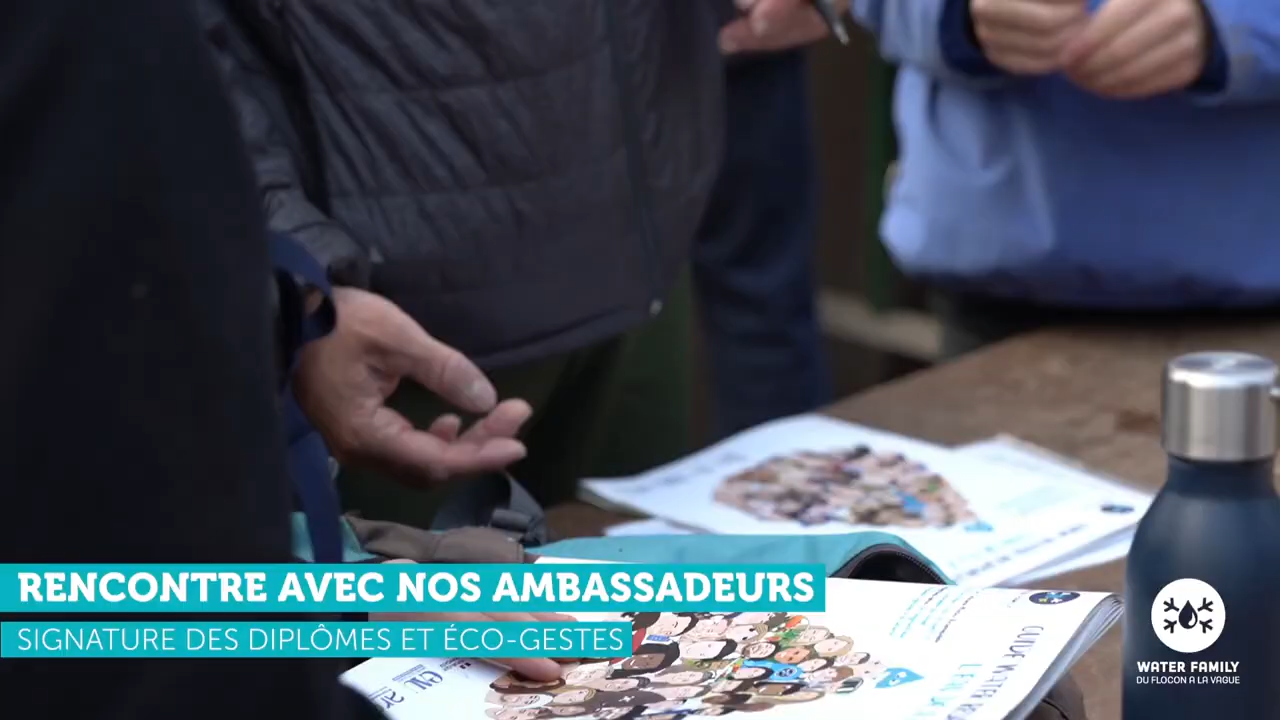 RENCONTRE AVEC NOS AMBASSADEURS
SIGNATURE DES DIPLÔMES ET ÉCO-GESTES
WATER FAMILY
DU FLOCON A LA VAGUE